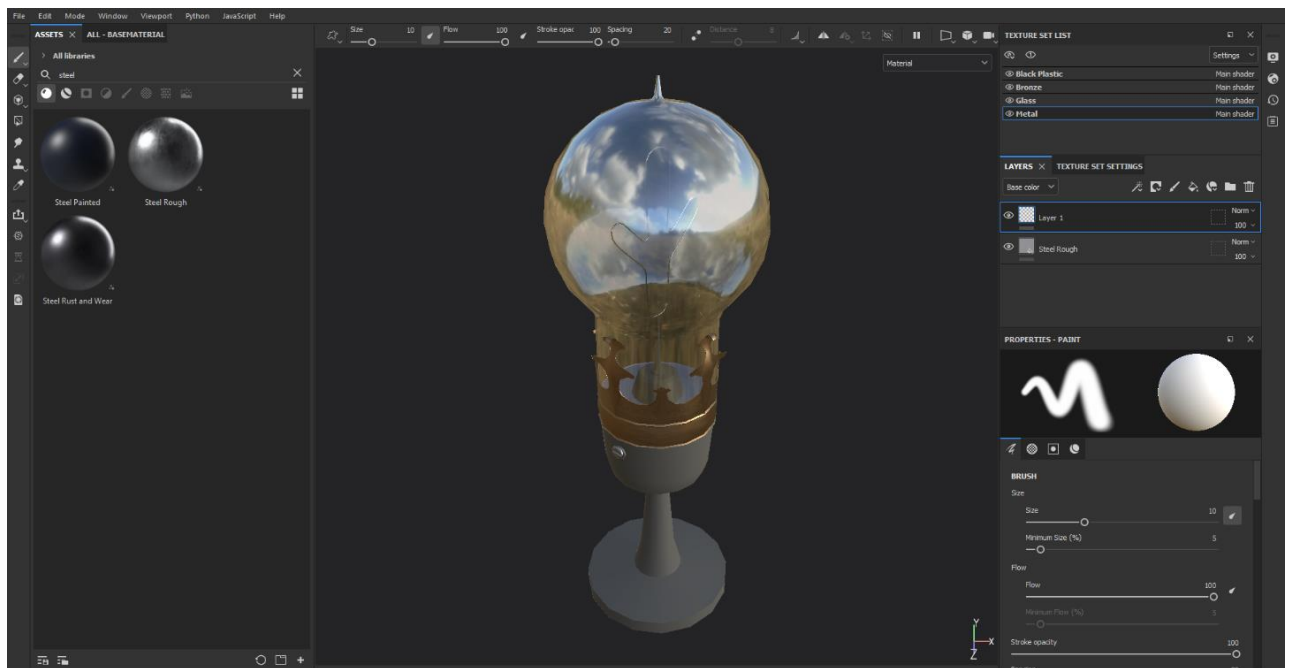 File Edit Mode Window Viewport Python JavaScript Help
ASSETS ALL - BASEMATERIAL
All libraries
steel
Steel Painted Steel Rough
Steel Rust and Wear
Size 10 Flow 100 Stroke opac 100 Spacing 20 Distance 8
Material
TEXTURE SET LIST
Settings
Black Plastic Main shader
Bronze Main shader
Glass Main shader
Metal Main shader
LAYERS TEXTURE SET SETTINGS
Base color
Layer 1 Norm
100
Steel Rough Norm
100
PROPERTIES - PAINT
BRUSH
Size
Size 10
Minimum Size (%) 5
Flow
Flow 100
Minimum Flow (%) 5
Stroke opacity 100
Y
X
Z